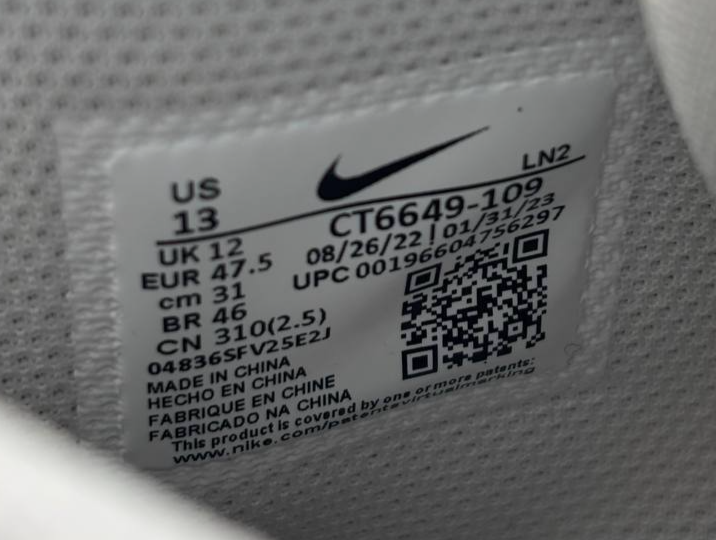 LN2
US
13
CT6649-109
UK 12
08/26/22 | 01/31/23
EUR 47.5
UPC 00196604756297
cm 31
BR 46
CN 310(2.5)
04836SFV25E2J
MADE IN CHINA
HECHO EN CHINA
FABRIQUE EN CHINE
FABRICADO NA CHINA
This product is covered by one or more patents:
www.nike.com/patentsvirtualmarking